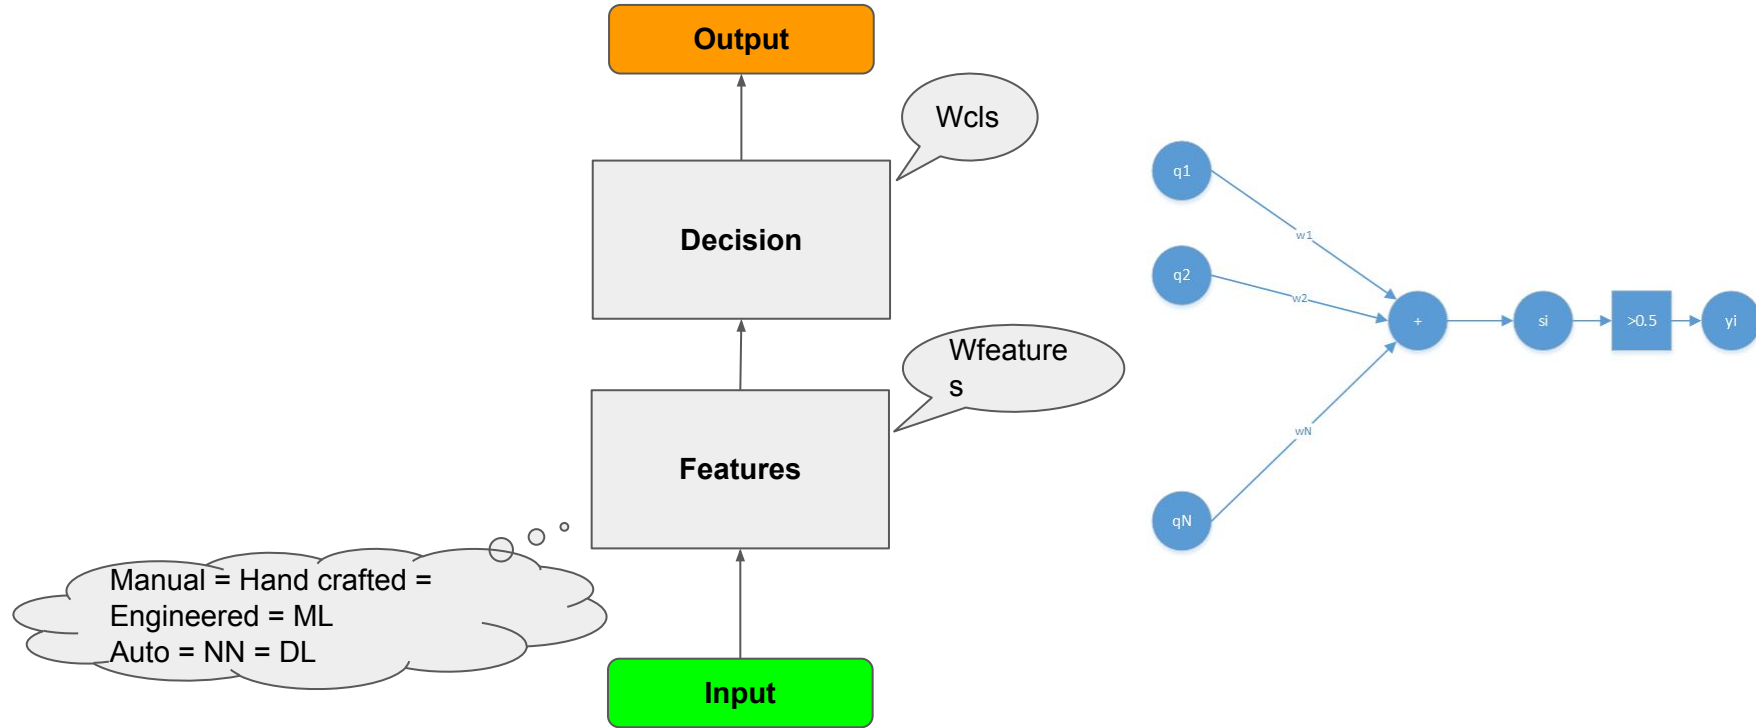 Output
Wcls
Decision
Wfeature
s
Features
Manual = Hand crafted =
Engineered = ML
Auto = NN = DL
Input
q1
w1
q2
w2
+
si
>0.5
yi
wN
qN